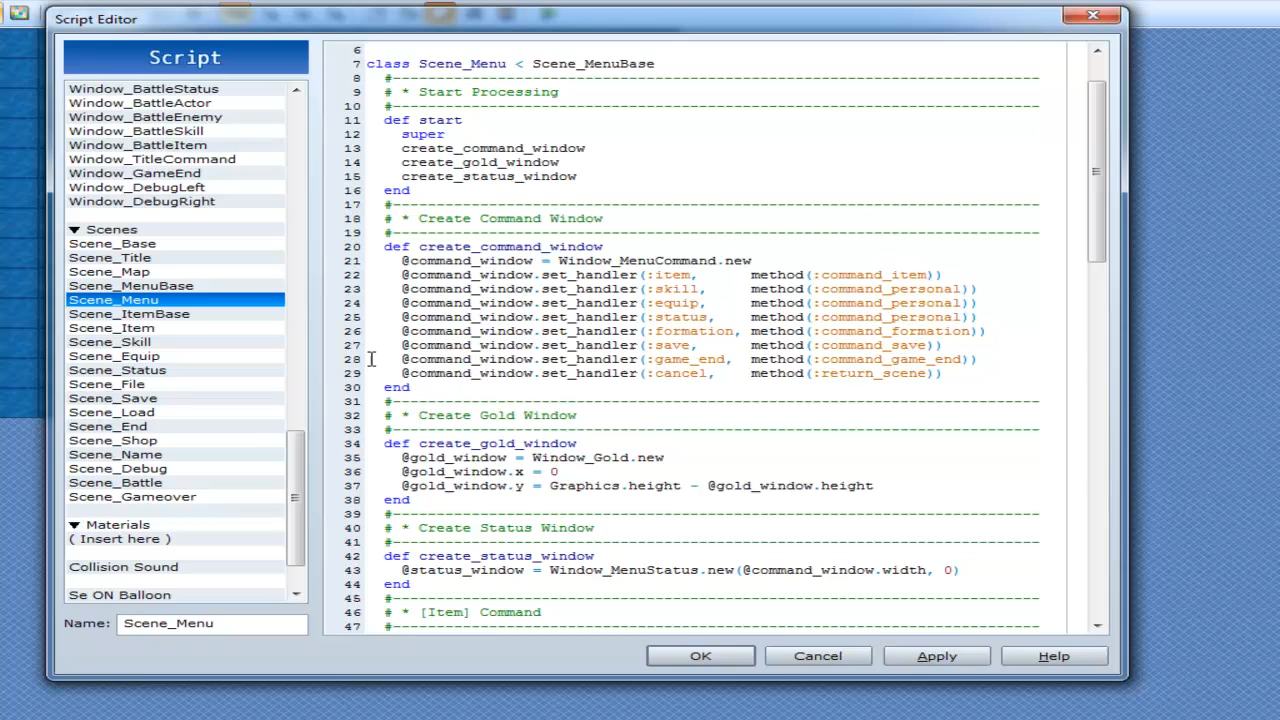 Script Editor
Script
Window_BattleStatus
Window_BattleActor
Window_BattleEnemy
Window_BattleSkill
Window_BattleItem
Window_TitleCommand
Window_GameEnd
Window_DebugLeft
Window_DebugRight
▼ Scenes
Scene_Base
Scene_Title
Scene_Map
Scene_MenuBase
Scene_Menu
Scene_ItemBase
Scene_Item
Scene_Skill
Scene_Equip
Scene_Status
Scene_File
Scene_Save
Scene_Load
Scene_End
Scene_Shop
Scene_Name
Scene_Debug
Scene_Battle
Scene_Gameover
▼ Materials
( Insert here )
Collision Sound
Se ON Balloon
Name: Scene_Menu
6
7 class Scene_Menu < Scene_MenuBase
8 #--------------------------------------------------------------------------
9 # * Start Processing
10 #--------------------------------------------------------------------------
11 def start
12 super
13 create_command_window
14 create_gold_window
15 create_status_window
16 end
17 #--------------------------------------------------------------------------
18 # * Create Command Window
19 #--------------------------------------------------------------------------
20 def create_command_window
21 @command_window = Window_MenuCommand.new
22 @command_window.set_handler(:item, method(:command_item))
23 @command_window.set_handler(:skill, method(:command_personal))
24 @command_window.set_handler(:equip, method(:command_personal))
25 @command_window.set_handler(:status, method(:command_personal))
26 @command_window.set_handler(:formation, method(:command_formation))
27 @command_window.set_handler(:save, method(:command_save))
28 @command_window.set_handler(:game_end, method(:command_game_end))
29 @command_window.set_handler(:cancel, method(:return_scene))
30 end
31 #--------------------------------------------------------------------------
32 # * Create Gold Window
33 #--------------------------------------------------------------------------
34 def create_gold_window
35 @gold_window = Window_Gold.new
36 @gold_window.x = 0
37 @gold_window.y = Graphics.height - @gold_window.height
38 end
39 #--------------------------------------------------------------------------
40 # * Create Status Window
41 #--------------------------------------------------------------------------
42 def create_status_window
43 @status_window = Window_MenuStatus.new(@command_window.width, 0)
44 end
45 #--------------------------------------------------------------------------
46 # * [Item] Command
47 #--------------------------------------------------------------------------
OK Cancel Apply Help